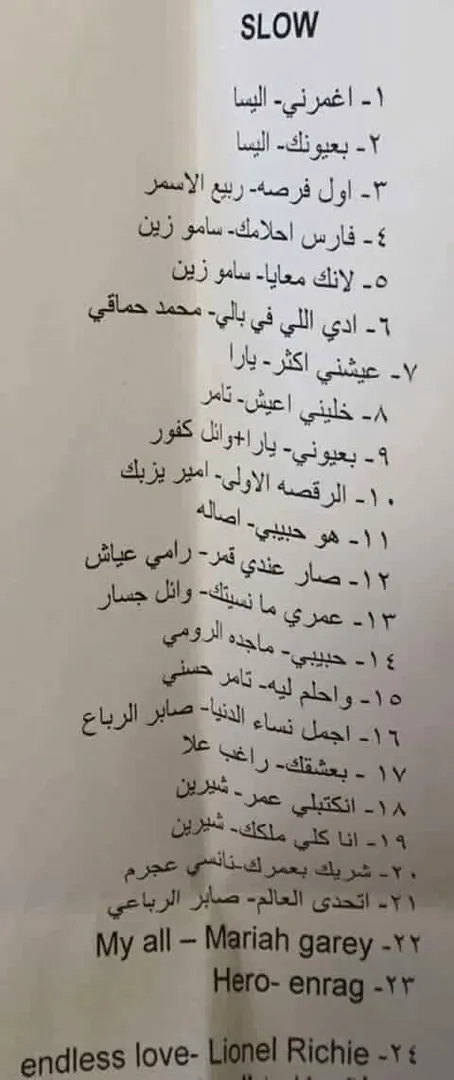 SLOW
١- اغمرني- اليسا
٢- بعيونك- اليسا
٣- اول فرصه- ربيع الاسمر
٤- فارس احلامك- سامو زين
٥- لانك معايا- سامو زين
٦- ادي اللي في بالي- محمد حماقي
٧- عيشني اكثر- يارا
٨- خليني اعيش- تامر
٩- بعيوني- يارا+وائل كفور
١٠- الرقصه الاولى- امير يزبك
١١- هو حبيبي- اصاله
١٢- صار عندي قمر- رامي عياش
١٣- عمري ما نسيتك- وائل جسار
١٤- حبيبي- ماجده الرومي
١٥- واحلم ليه- تامر حسني
١٦- اجمل نساء الدنيا- صابر الرباع
١٧ - بعشقك- راغب علا
١٨- انكتبلي عمر- شيرين
١٩- انا كلي ملكك- شيرين
٢٠- شريك بعمرك-نانسي عجرم
٢١- اتحدى العالم- صابر الرباعي
My all – Mariah garey -٢٢
Hero- enrag -٢٣
endless love- Lionel Richie -٢٤